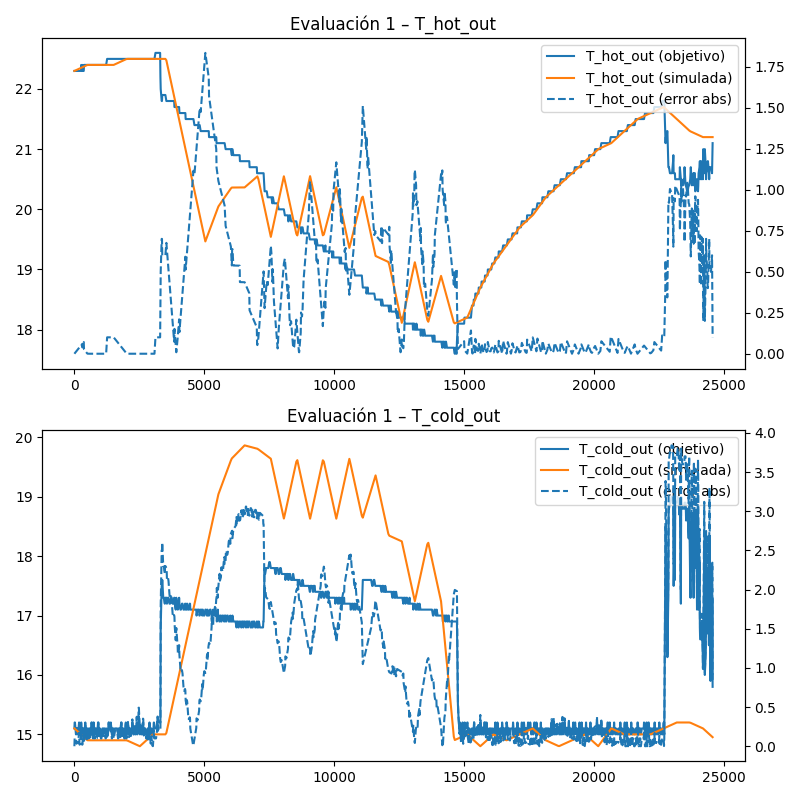 Evaluación 1 – T_hot_out
T_hot_out (objetivo)
T_hot_out (simulada)
T_hot_out (error abs)
22
21
20
19
18
1.75
1.50
1.25
1.00
0.75
0.50
0.25
0.00
0 5000 10000 15000 20000 25000
Evaluación 1 – T_cold_out
T_cold_out (objetivo)
T_cold_out (simulada)
T_cold_out (error abs)
20
19
18
17
16
15
4.0
3.5
3.0
2.5
2.0
1.5
1.0
0.5
0.0
0 5000 10000 15000 20000 25000